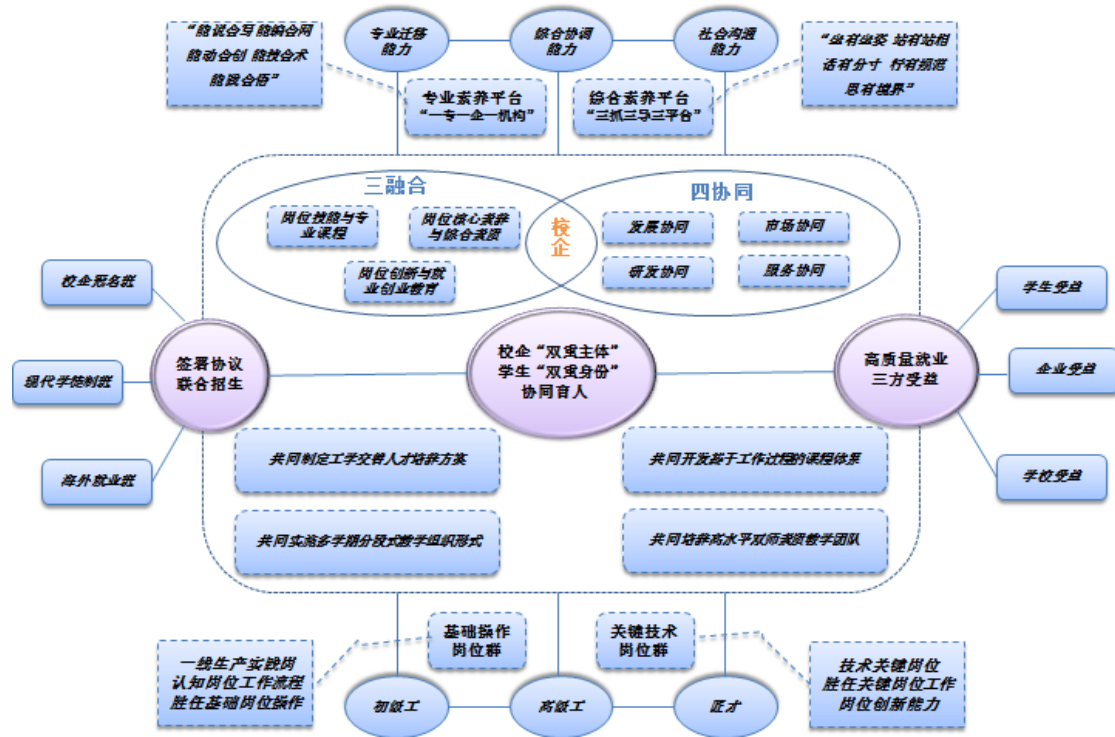 “能说会写 能编会网
能动会创 能技会术
能践会悟”
专业迁移
能力
综合协调
能力
社会沟通
能力
“坐有坐姿 站有站相
话有分寸 行有规范
思有境界”
专业素养平台
“一专一企一机构”
综合素养平台
“三抓三导三平台”
三融合
四协同
校
企
岗位技能与专
业课程
岗位核心素养
与综合素质
岗位创新与就
业创业教育
发展协同
市场协同
研发协同
服务协同
校企冠名班
现代学徒制班
海外就业班
签署协议
联合招生
校企“双重主体”
学生“双重身份”
协同育人
高质量就业
三方受益
学生受益
企业受益
学校受益
共同制定工学交替人才培养方案
共同开发基于工作过程的课程体系
共同实施多学期分段式教学组织形式
共同培养高水平双师素质教学团队
基础操作
岗位群
关键技术
岗位群
一线生产实践岗
认知岗位工作流程
胜任基础岗位操作
初级工
高级工
匠才
技术关键岗位
胜任关键岗位工作
岗位创新能力